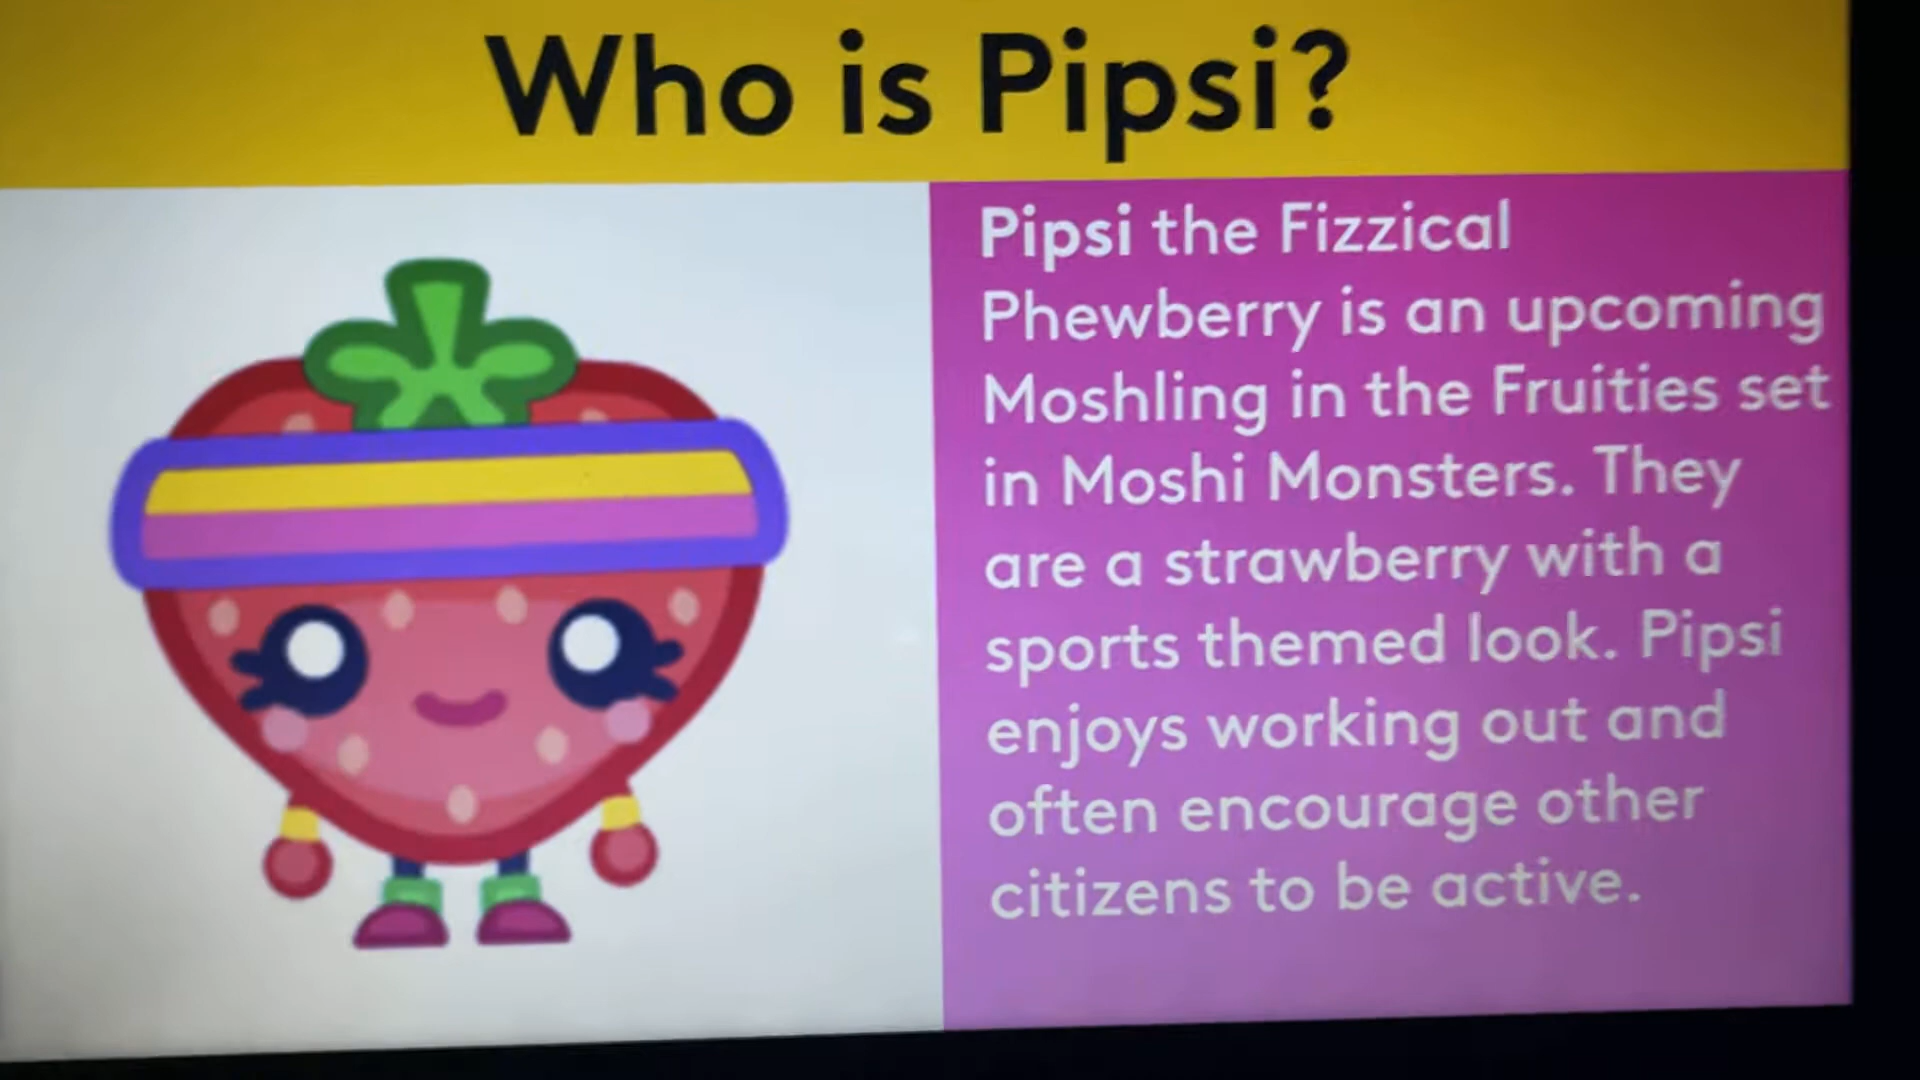 Who is Pipsi?
Pipsi the Fizzical
Phewberry is an upcoming
Moshling in the Fruities set
in Moshi Monsters. They
are a strawberry with a
sports themed look. Pipsi
enjoys working out and
often encourage other
citizens to be active.